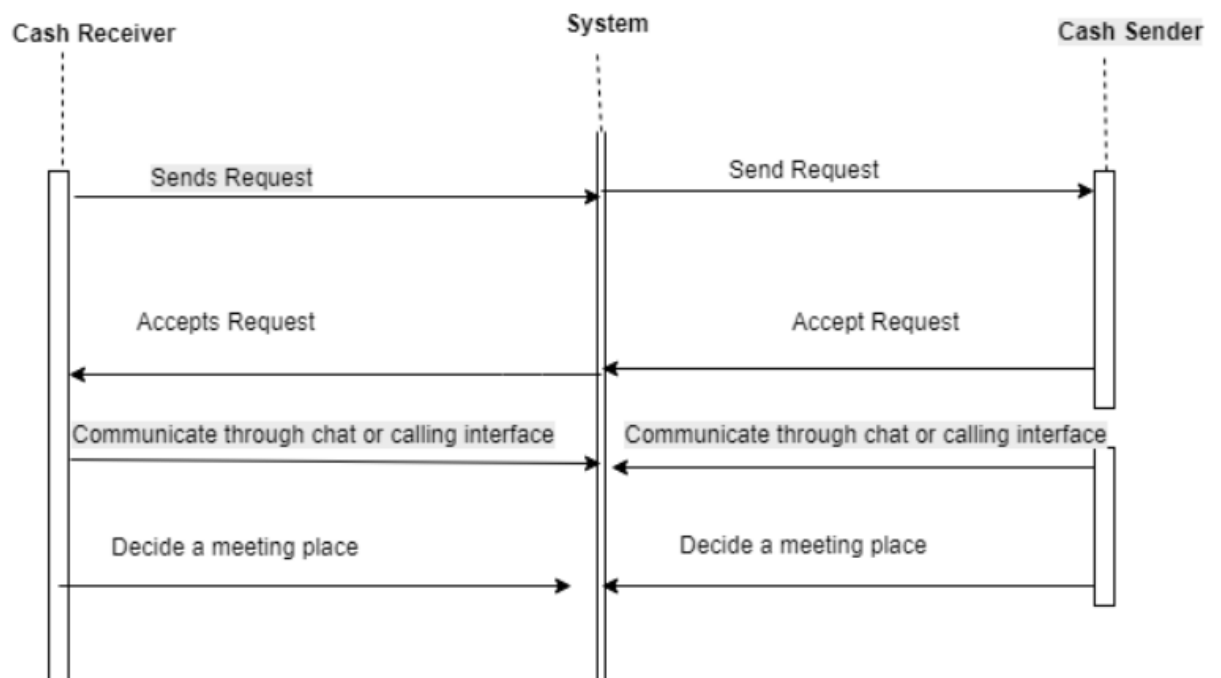 Cash Receiver
System
Cash Sender
Sends Request
Send Request
Accepts Request
Accept Request
Communicate through chat or calling interface
Communicate through chat or calling interface
Decide a meeting place
Decide a meeting place